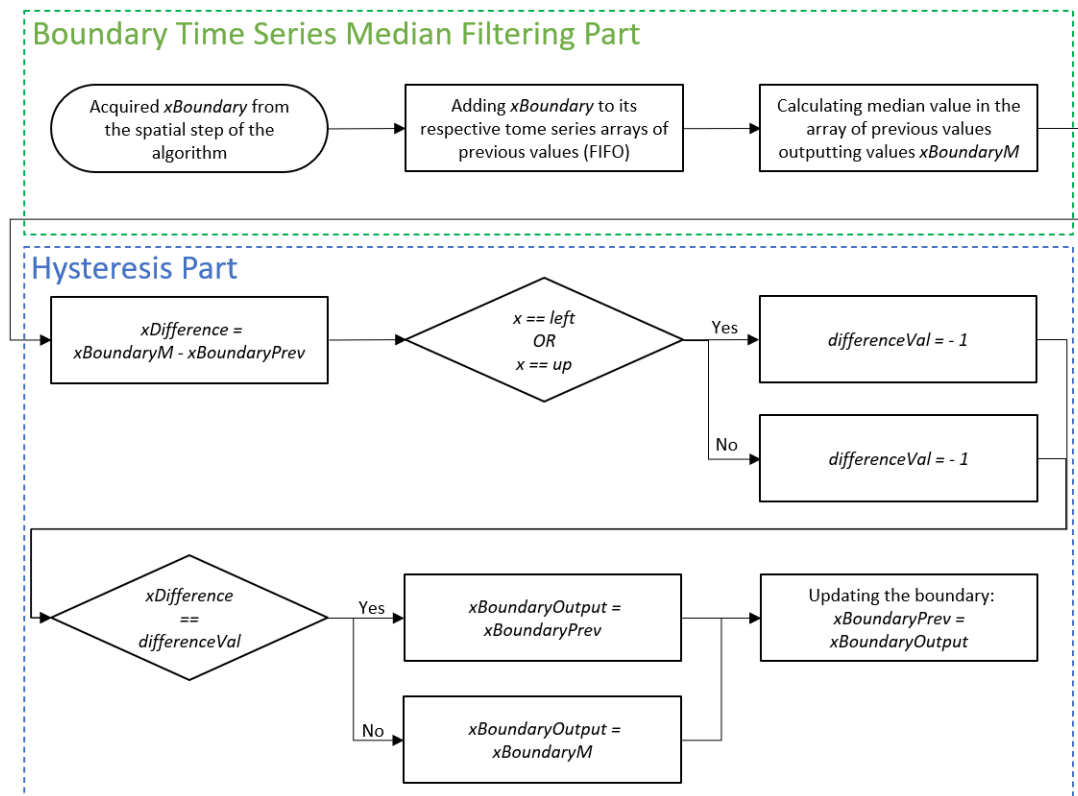 Boundary Time Series Median Filtering Part
Acquired xBoundary from
the spatial step of the
algorithm
Adding xBoundary to its
respective tome series arrays of
previous values (FIFO)
Calculating median value in the
array of previous values
outputting values xBoundaryM
Hysteresis Part
xDifference =
xBoundaryM - xBoundaryPrev
x == left
OR
x == up
Yes
differenceVal = - 1
No
differenceVal = - 1
xDifference
==
differenceVal
Yes
xBoundaryOutput =
xBoundaryPrev
No
xBoundaryOutput =
xBoundaryM
Updating the boundary:
xBoundaryPrev =
xBoundaryOutput